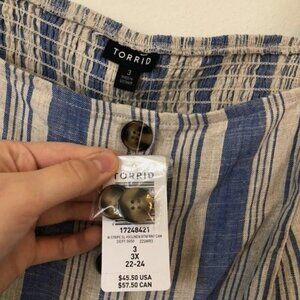 TORRID
3
TORRID
17248421
3
3X
22-24
$45.50 USA
$57.50 CAN